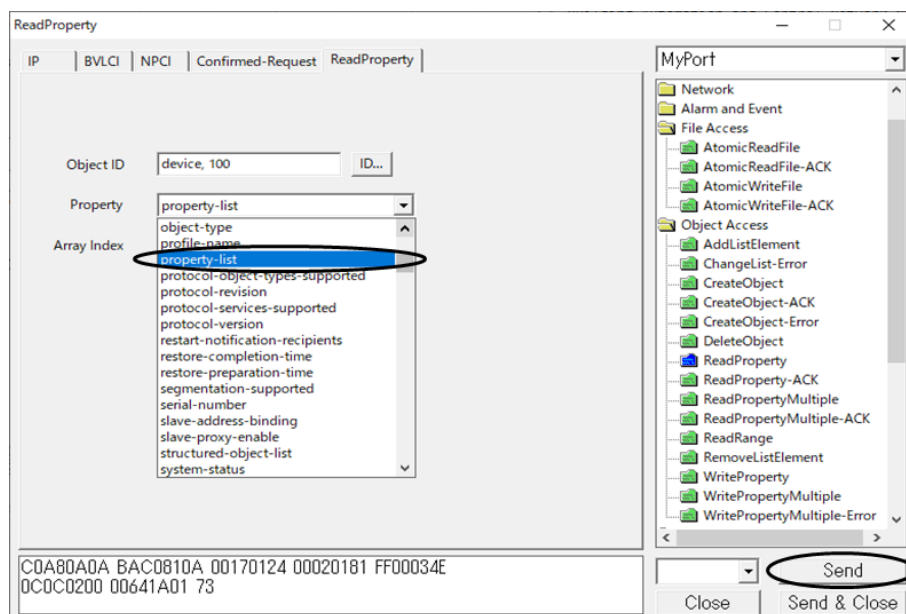 ReadProperty
IP BVLCI NPCI Confirmed-Request ReadProperty
Object ID device, 100 ID...
Property property-list
Array Index
object-type
profile-name
property-list
protocol-object-types-supported
protocol-revision
protocol-services-supported
protocol-version
restart-notification-recipients
restore-completion-time
restore-preparation-time
segmentation-supported
serial-number
slave-address-binding
slave-proxy-enable
structured-object-list
system-status
MyPort
Network
Alarm and Event
File Access
AtomicReadFile
AtomicReadFile-ACK
AtomicWriteFile
AtomicWriteFile-ACK
Object Access
AddListElement
ChangeList-Error
CreateObject
CreateObject-ACK
CreateObject-Error
DeleteObject
ReadProperty
ReadProperty-ACK
ReadPropertyMultiple
ReadPropertyMultiple-ACK
ReadRange
RemoveListElement
WriteProperty
WritePropertyMultiple
WritePropertyMultiple-Error
C0A80A0A BAC0810A 00170124 00020181 FF00034E
0C0C0200 00641A01 73
Send
Close Send & Close